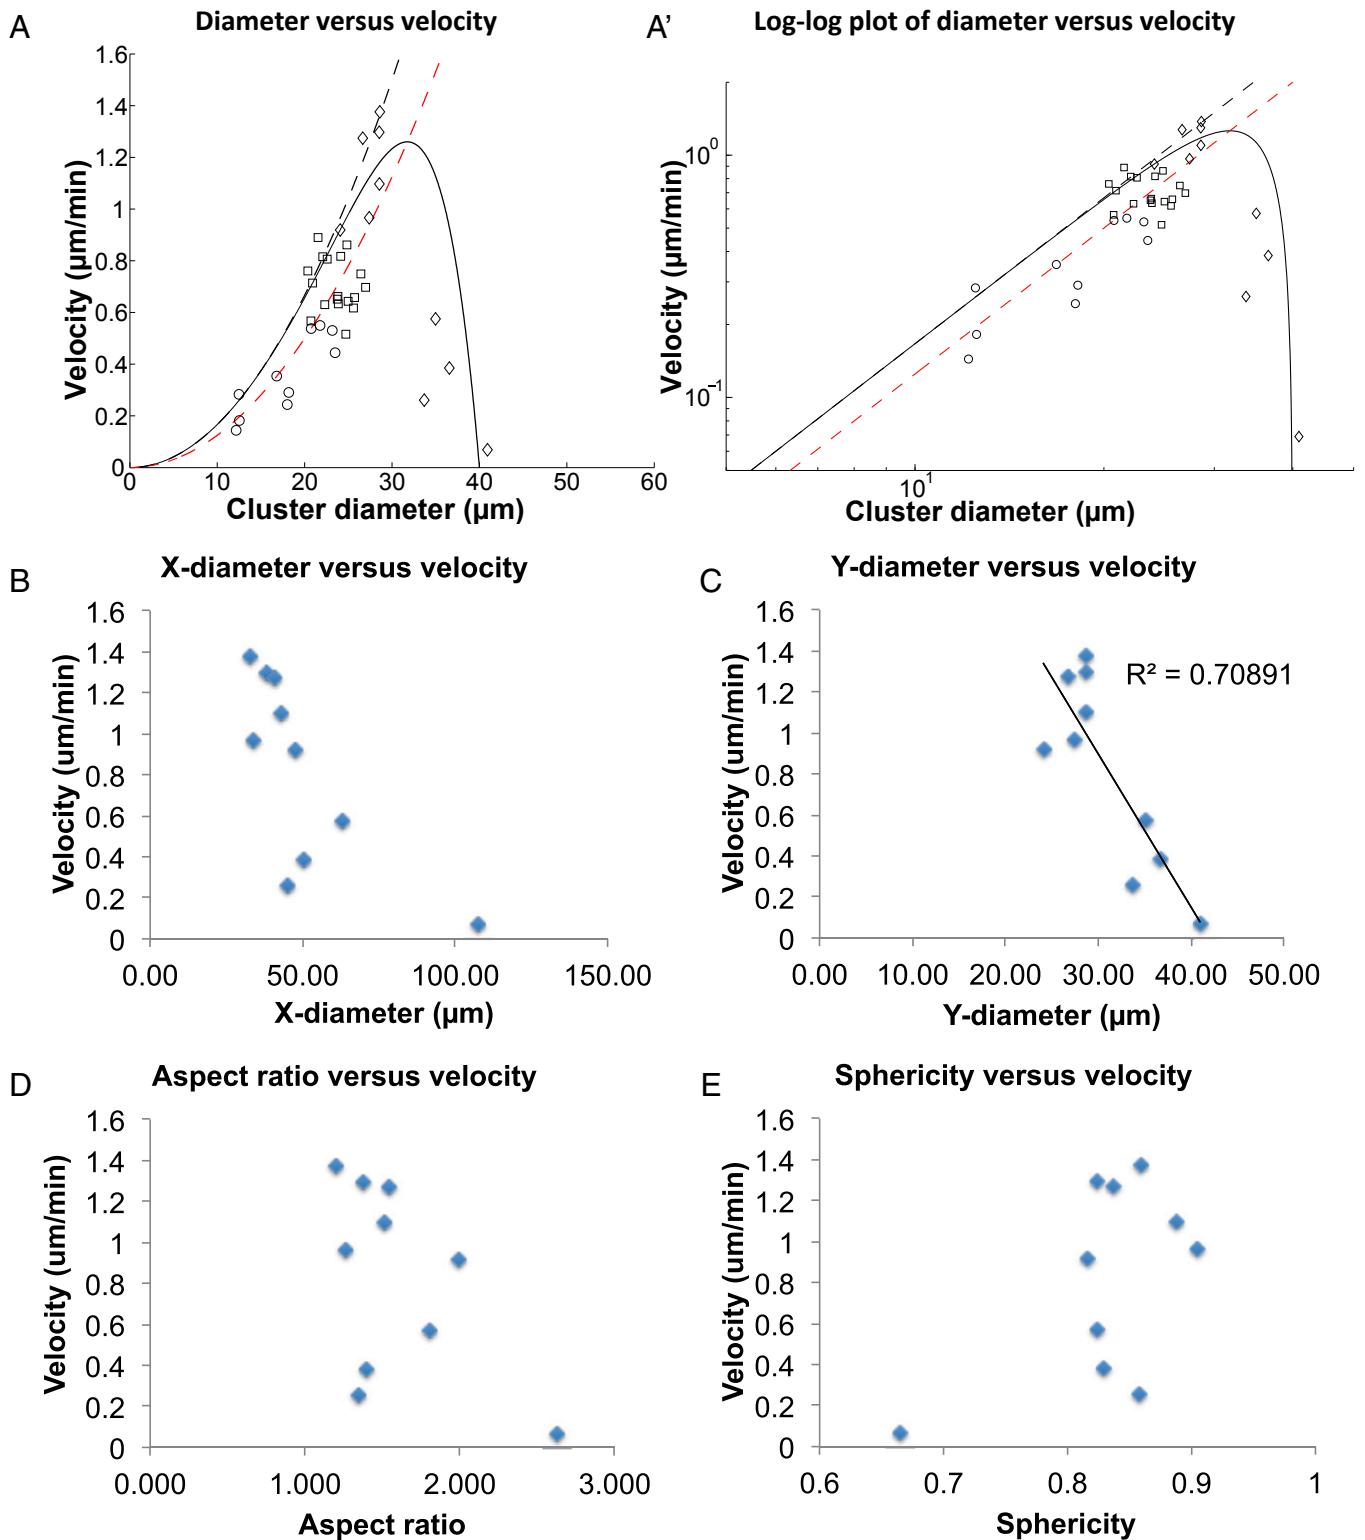 A
Diameter versus velocity
1.6
1.4
1.2
1
0.8
0.6
0.4
0.2
0
0 10 20 30 40 50 60
Velocity (µm/min)
Cluster diameter (µm)
A'
Log-log plot of diameter versus velocity
10^0
10^-1
10^1
Velocity (µm/min)
Cluster diameter (µm)
B
X-diameter versus velocity
1.6
1.4
1.2
1
0.8
0.6
0.4
0.2
0
0.00 50.00 100.00 150.00
Velocity (um/min)
X-diameter (µm)
C
Y-diameter versus velocity
1.6
1.4
1.2
1
0.8
0.6
0.4
0.2
0
R² = 0.70891
0.00 10.00 20.00 30.00 40.00 50.00
Velocity (um/min)
Y-diameter (µm)
D
Aspect ratio versus velocity
1.6
1.4
1.2
1
0.8
0.6
0.4
0.2
0
0.000 1.000 2.000 3.000
Velocity (um/min)
Aspect ratio
E
Sphericity versus velocity
1.6
1.4
1.2
1
0.8
0.6
0.4
0.2
0
0.6 0.7 0.8 0.9 1
Velocity (um/min)
Sphericity